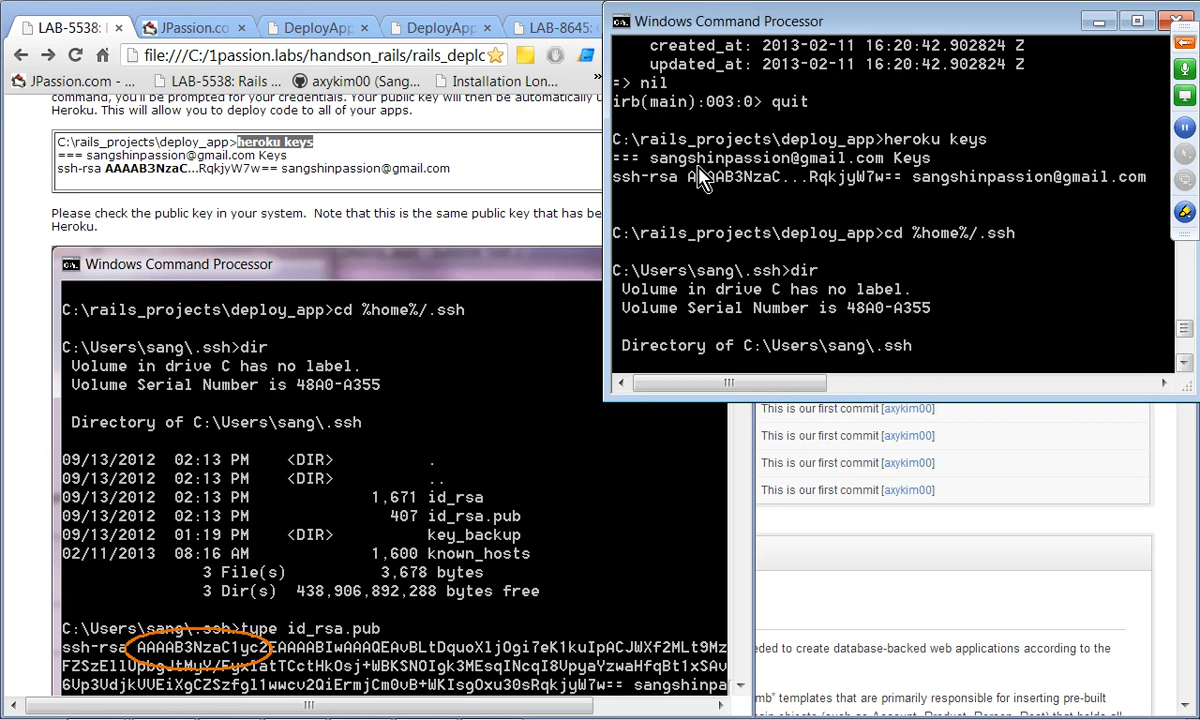 LAB-5538:
JPassion.co
DeployApp
DeployApp
LAB-8645:
file:///C:/1passion.labs/handson_rails/rails_deplo
JPassion.com - ...
LAB-5538: Rails ...
axykim00 (Sang...
Installation Lon...
»
command, you'll be prompted for your credentials. Your public key will then be automatically u
Heroku. This will allow you to deploy code to all of your apps.
C:\rails_projects\deploy_app>heroku keys
=== sangshinpassion@gmail.com Keys
ssh-rsa AAAAB3NzaC...RqkjyW7w== sangshinpassion@gmail.com
Please check the public key in your system.  Note that this is the same public key that has be
Heroku.
Windows Command Processor
C:\rails_projects\deploy_app>cd %home%/.ssh
C:\Users\sang\.ssh>dir
Volume in drive C has no label.
Volume Serial Number is 48A0-A355
Directory of C:\Users\sang\.ssh
09/13/2012  02:13 PM    <DIR>          .
09/13/2012  02:13 PM    <DIR>          ..
09/13/2012  02:13 PM             1,671 id_rsa
09/13/2012  02:13 PM               407 id_rsa.pub
09/13/2012  01:19 PM    <DIR>          key_backup
02/11/2013  08:16 AM             1,600 known_hosts
3 File(s)          3,678 bytes
3 Dir(s)  438,906,892,288 bytes free
C:\Users\sang\.ssh>type id_rsa.pub
ssh-rsa AAAAB3NzaC1yc2EAAAABIwAAAQEAvBLtDquoXljOgi7eK1kuIpACJWXf2MLt9Mz
FZSzEllUpbgJtMyY/FyxIatTCctHkOsj+WBKSNOIgk3MEsqINcqI8VpyaYzwaHfqBt1xSAv
6Vp3VdjkVVEiXgCZSzfgl1wwcv2QiErmjCm0vB+WKIsgOxu30sRqkjyW7w== sangshinpa
Windows Command Processor
created_at: 2013-02-11 16:20:42.902824 Z
updated_at: 2013-02-11 16:20:42.902824 Z
=> nil
irb(main):003:0> quit
C:\rails_projects\deploy_app>heroku keys
=== sangshinpassion@gmail.com Keys
ssh-rsa AAAAB3NzaC...RqkjyW7w== sangshinpassion@gmail.com
C:\rails_projects\deploy_app>cd %home%/.ssh
C:\Users\sang\.ssh>dir
Volume in drive C has no label.
Volume Serial Number is 48A0-A355
Directory of C:\Users\sang\.ssh
This is our first commit [axykim00]
This is our first commit [axykim00]
This is our first commit [axykim00]
This is our first commit [axykim00]
eded to create database-backed web applications according to the
mb" templates that are primarily responsible for inserting pre-built